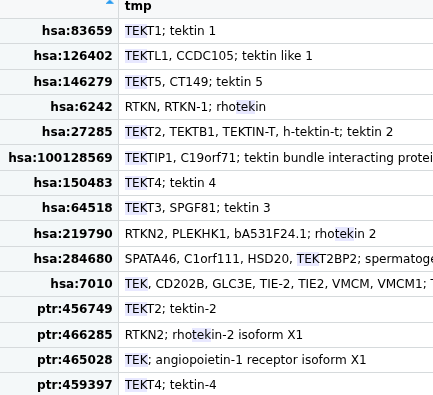 tmp
hsa:83659 TEKT1; tektin 1
hsa:126402 TEKTL1, CCDC105; tektin like 1
hsa:146279 TEKT5, CT149; tektin 5
hsa:6242 RTKN, RTKN-1; rhotekin
hsa:27285 TEKT2, TEKTB1, TEKTIN-T, h-tektin-t; tektin 2
hsa:100128569 TEKTIP1, C19orf71; tektin bundle interacting protei
hsa:150483 TEKT4; tektin 4
hsa:64518 TEKT3, SPGF81; tektin 3
hsa:219790 RTKN2, PLEKHK1, bA531F24.1; rhotekin 2
hsa:284680 SPATA46, C1orf111, HSD20, TEKT2BP2; spermatoge
hsa:7010 TEK, CD202B, GLC3E, TIE-2, TIE2, VMCM, VMCM1; T
ptr:456749 TEKT2; tektin-2
ptr:466285 RTKN2; rhotekin-2 isoform X1
ptr:465028 TEK; angiopoietin-1 receptor isoform X1
ptr:459397 TEKT4; tektin-4